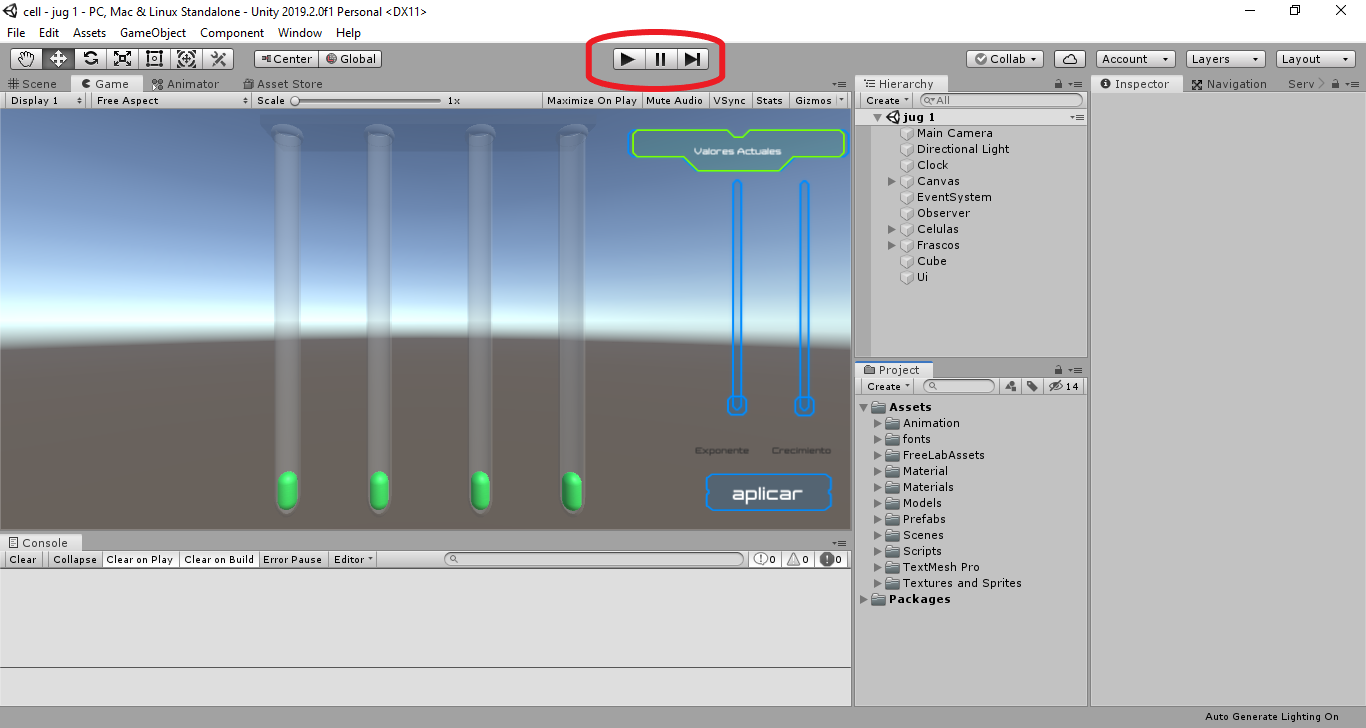 cell - jug 1 - PC, Mac & Linux Standalone - Unity 2019.2.0f1 Personal <DX11>
File Edit Assets GameObject Component Window Help
Center Global Collab Account Layers Layout
Scene Game Animator Asset Store
Display 1 Free Aspect Scale 1x Maximize On Play Mute Audio VSync Stats Gizmos
Valores Actuales
Exponente Crecimiento
aplicar
Console
Clear Collapse Clear on Play Clear on Build Error Pause Editor 0 0 0
Hierarchy
Create All
jug 1
Main Camera
Directional Light
Clock
Canvas
EventSystem
Observer
Celulas
Frascos
Cube
Ui
Project
Create 14
Assets
Animation
fonts
FreeLabAssets
Material
Materials
Models
Prefabs
Scenes
Scripts
TextMesh Pro
Textures and Sprites
Packages
Inspector Navigation Serv
Auto Generate Lighting On